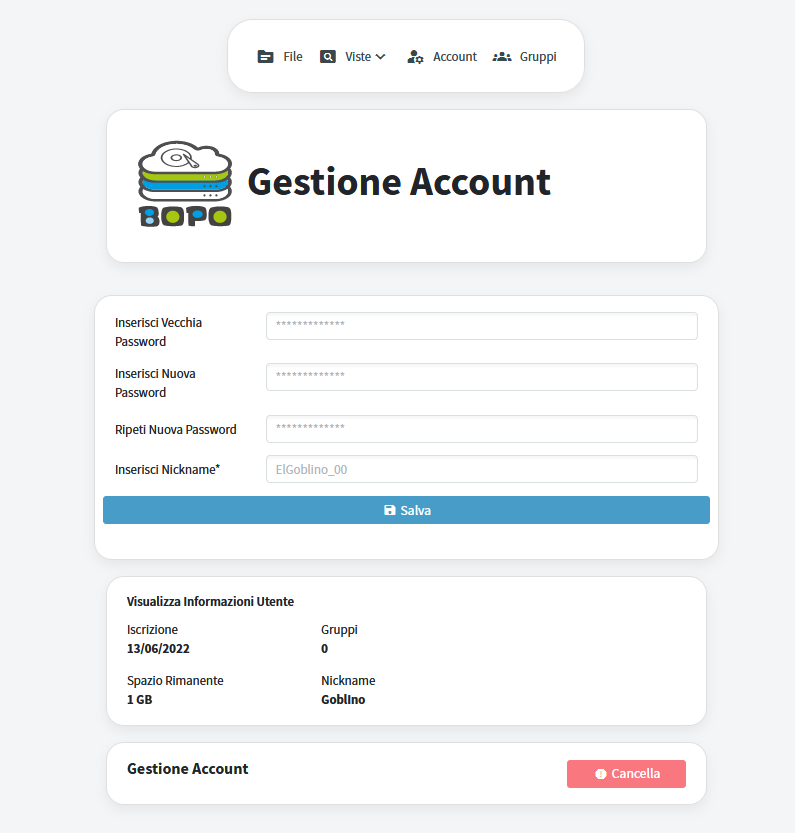 File Viste Account Gruppi
BOPO
Gestione Account
Inserisci Vecchia
Password
*************
Inserisci Nuova
Password
*************
Ripeti Nuova Password
*************
Inserisci Nickname*
ElGoblino_00
Salva
Visualizza Informazioni Utente
Iscrizione
Gruppi
13/06/2022
0
Spazio Rimanente
Nickname
1 GB
GoblIno
Gestione Account
Cancella